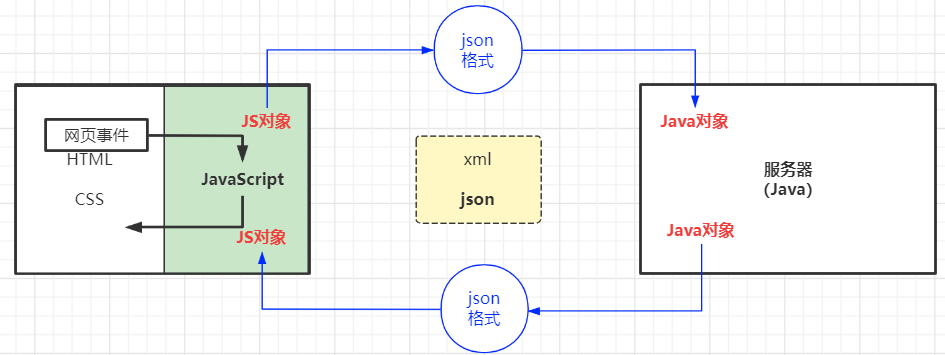 json
格式
JS对象
Java对象
网页事件
HTML
JavaScript
CSS
JS对象
xml
json
服务器
(Java)
Java对象
json
格式